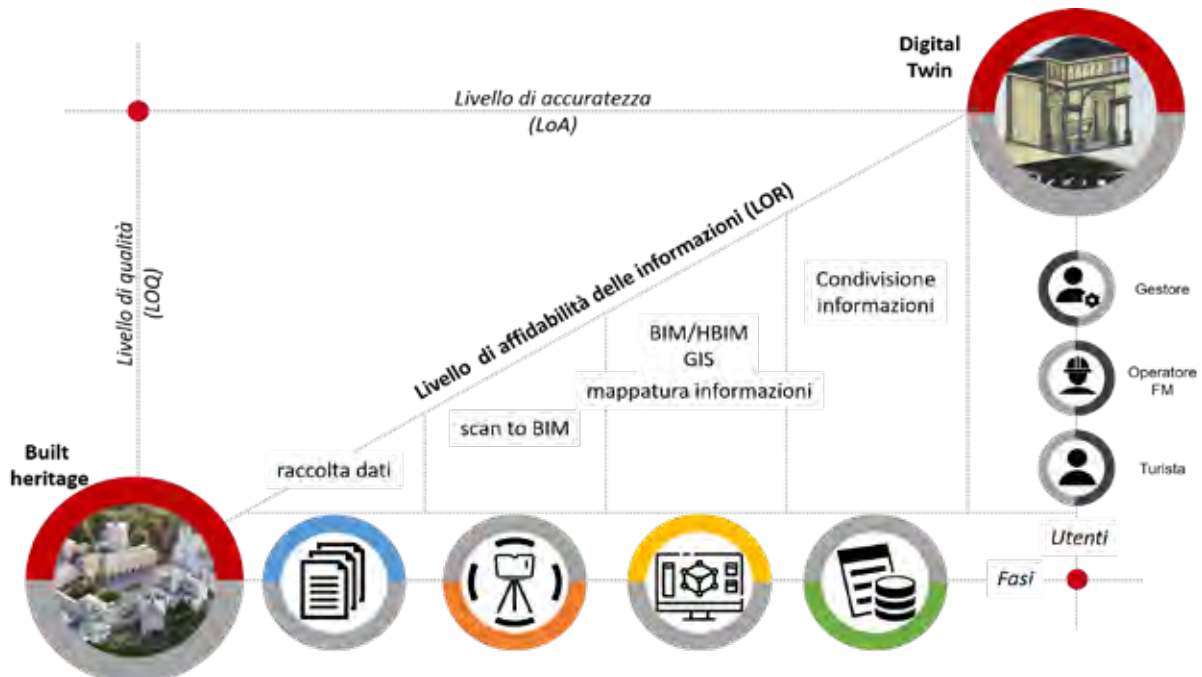 Digital
Twin
Livello di accuratezza
(LoA)
Livello di qualità
(LOQ)
Livello di affidabilità delle informazioni (LOR)
Condivisione
informazioni
BIM/HBIM
GIS
mappatura informazioni
scan to BIM
raccolta dati
Built
heritage
Gestore
Operatore
FM
Turista
Utenti
Fasi